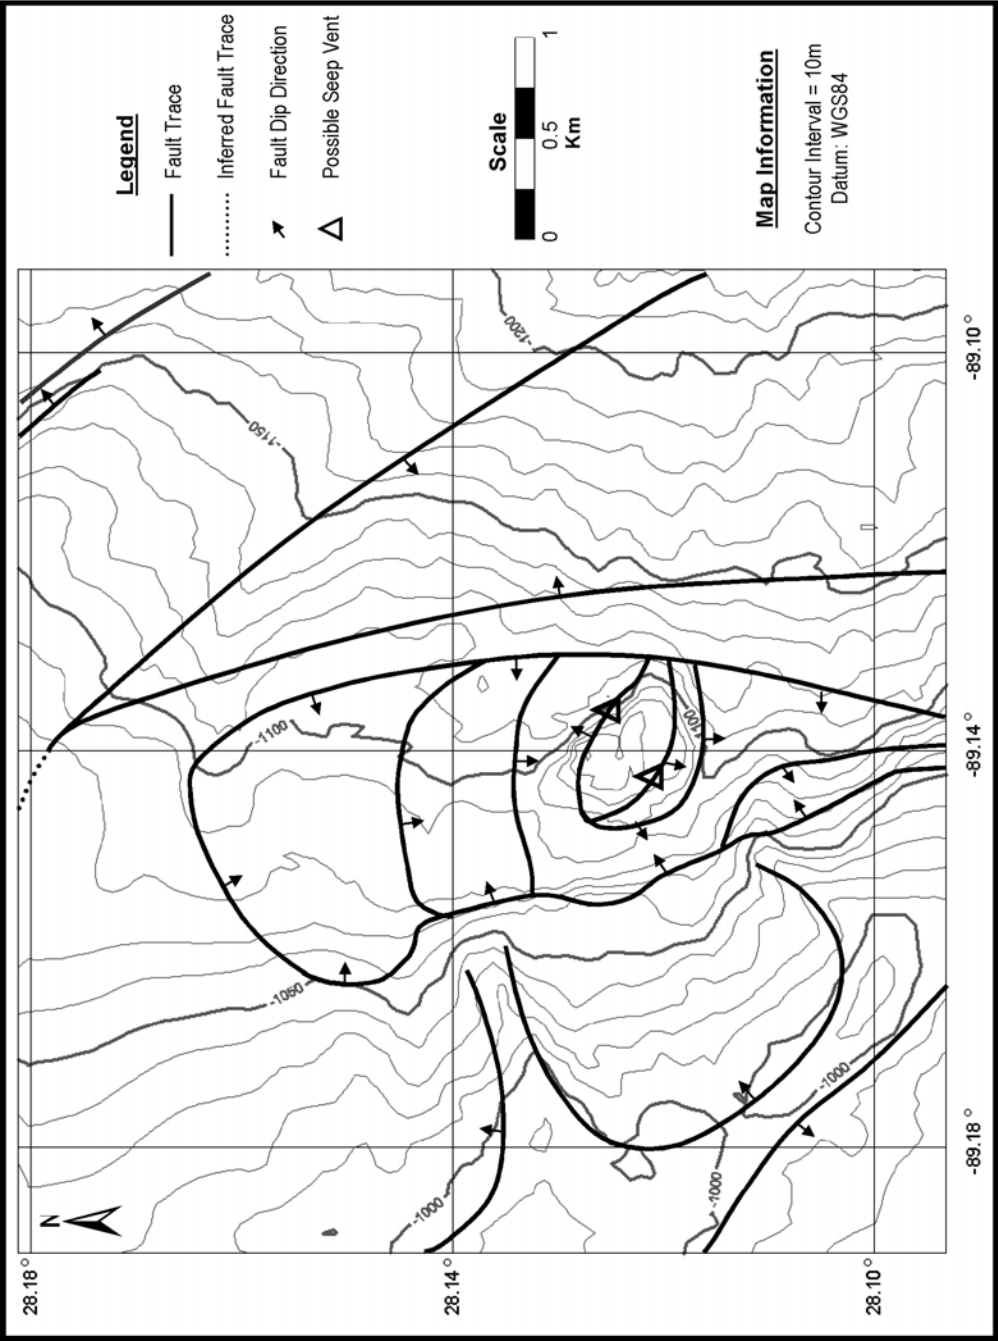 Legend
Fault Trace
Inferred Fault Trace
Fault Dip Direction
Possible Seep Vent
Scale
0
0.5
1
Km
Map Information
Contour Interval = 10m
Datum: WGS84
N
28.18°
28.14°
28.10°
-89.18°
-89.14°
-89.10°
-1200
-1150
-1100
1100
-1050
-1000
-1000
-1000